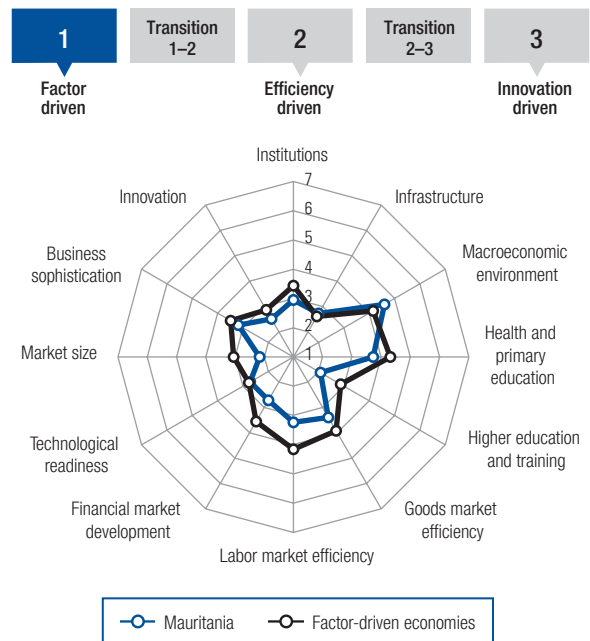 1
Transition
1–2
2
Transition
2–3
3
Factor
driven
Efficiency
driven
Innovation
driven
Institutions
Innovation
7
Infrastructure
6
Business
sophistication
5
Macroeconomic
environment
4
3
Market size
2
1
Health and
primary
education
Technological
readiness
Higher education
and training
Financial market
development
Goods market
efficiency
Labor market efficiency
Mauritania
Factor-driven economies